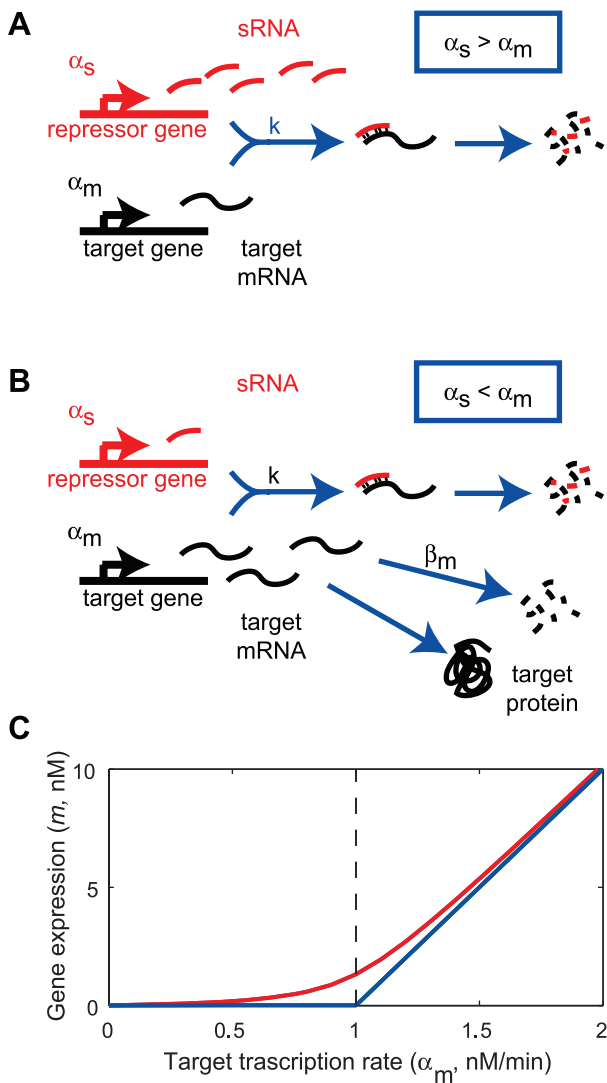 A
sRNA
αs > αm
αs
repressor gene
k
αm
target gene
target
mRNA
B
sRNA
αs < αm
αs
repressor gene
k
αm
target gene
βm
target
mRNA
target
protein
C
Gene expression (m, nM)
10
5
0
0
0.5
1
1.5
2
Target trascription rate (αm, nM/min)